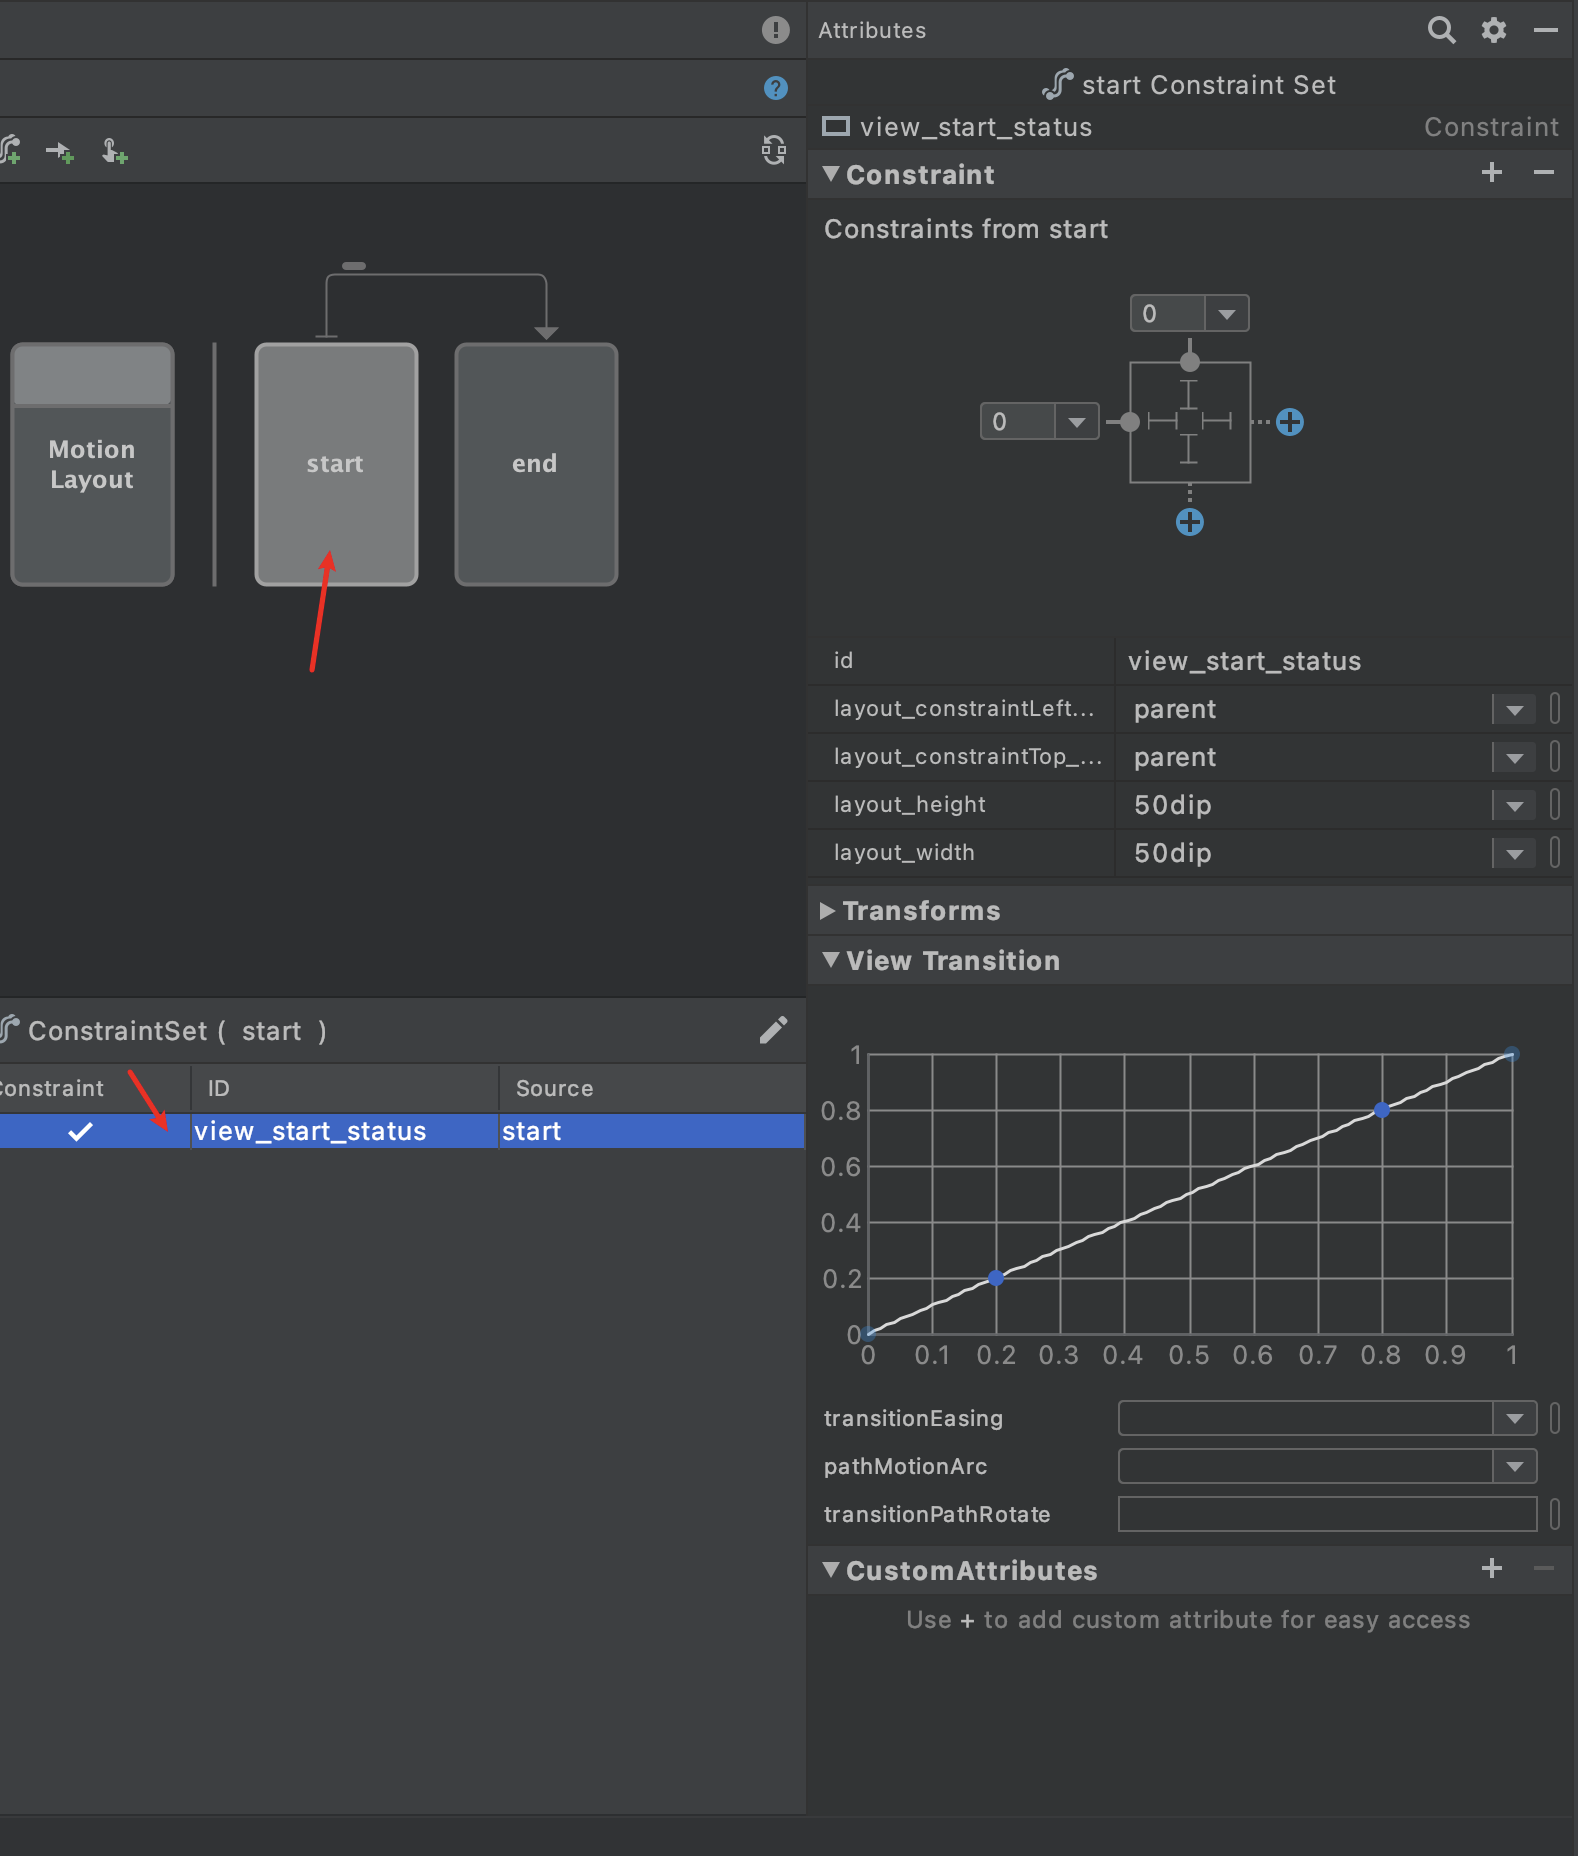 Attributes
start Constraint Set
view_start_status Constraint
Constraint
Constraints from start
0
0
Motion
Layout
start
end
id view_start_status
layout_constraintLeft... parent
layout_constraintTop_... parent
layout_height 50dip
layout_width 50dip
Transforms
View Transition
ConstraintSet ( start )
onstraint ID Source
view_start_status start
1
0.8
0.6
0.4
0.2
0
0 0.1 0.2 0.3 0.4 0.5 0.6 0.7 0.8 0.9 1
transitionEasing
pathMotionArc
transitionPathRotate
CustomAttributes
Use + to add custom attribute for easy access